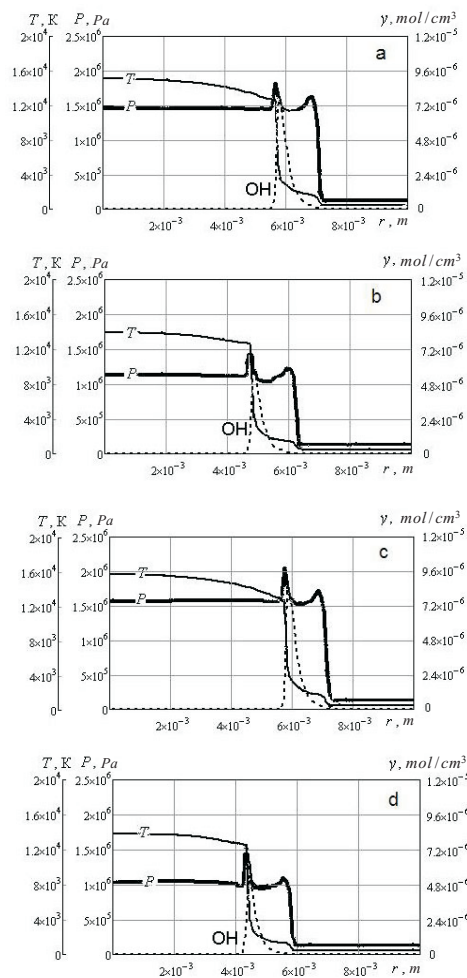 T, К P, Pa γ, mol/cm³
2×10⁴ 2.5×10⁶ 1.2×10⁻⁵
a
1.6×10⁴ 2×10⁶ 9.6×10⁻⁶
T
1.2×10⁴ 1.5×10⁶ P 7.2×10⁻⁶
8×10³ 1×10⁶ 4.8×10⁻⁶
4×10³ 5×10⁵ OH 2.4×10⁻⁶
0 0 0
2×10⁻³ 4×10⁻³ 6×10⁻³ 8×10⁻³ r, m
T, К P, Pa γ, mol/cm³
2×10⁴ 2.5×10⁶ 1.2×10⁻⁵
b
1.6×10⁴ 2×10⁶ 9.6×10⁻⁶
T
1.2×10⁴ 1.5×10⁶ 7.2×10⁻⁶
P
8×10³ 1×10⁶ 4.8×10⁻⁶
4×10³ 5×10⁵ OH 2.4×10⁻⁶
0 0 0
2×10⁻³ 4×10⁻³ 6×10⁻³ 8×10⁻³ r, m
T, К P, Pa γ, mol/cm³
2×10⁴ 2.5×10⁶ 1.2×10⁻⁵
c
1.6×10⁴ 2×10⁶ 9.6×10⁻⁶
T
1.2×10⁴ 1.5×10⁶ P 7.2×10⁻⁶
8×10³ 1×10⁶ 4.8×10⁻⁶
4×10³ 5×10⁵ OH 2.4×10⁻⁶
0 0 0
2×10⁻³ 4×10⁻³ 6×10⁻³ 8×10⁻³ r, m
T, К P, Pa γ, mol/cm³
2×10⁴ 2.5×10⁶ 1.2×10⁻⁵
d
1.6×10⁴ 2×10⁶ 9.6×10⁻⁶
T
1.2×10⁴ 1.5×10⁶ 7.2×10⁻⁶
P
8×10³ 1×10⁶ 4.8×10⁻⁶
4×10³ 5×10⁵ OH 2.4×10⁻⁶
0 0 0
2×10⁻³ 4×10⁻³ 6×10⁻³ 8×10⁻³ r, m